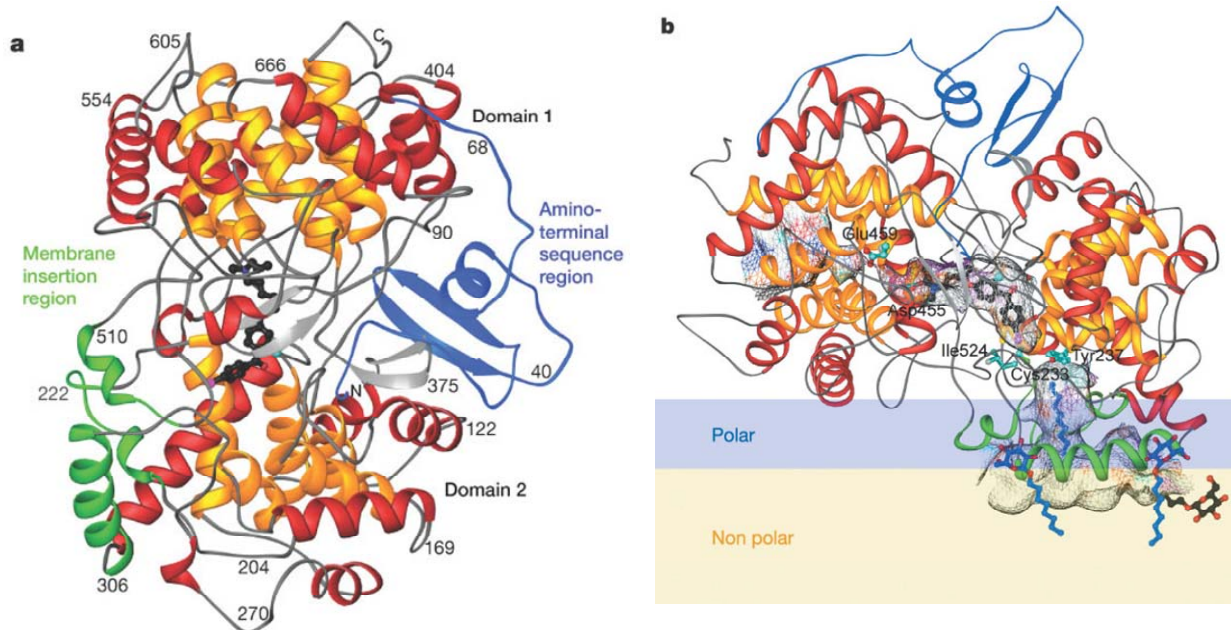 a
605
C
666
404
554
Domain 1
68
90
Amino-
terminal
sequence
region
Membrane
insertion
region
510
222
40
375
N
122
Domain 2
169
204
306
270
b
Glu459
Asp455
Ile524
Tyr237
Cys233
Polar
Non polar